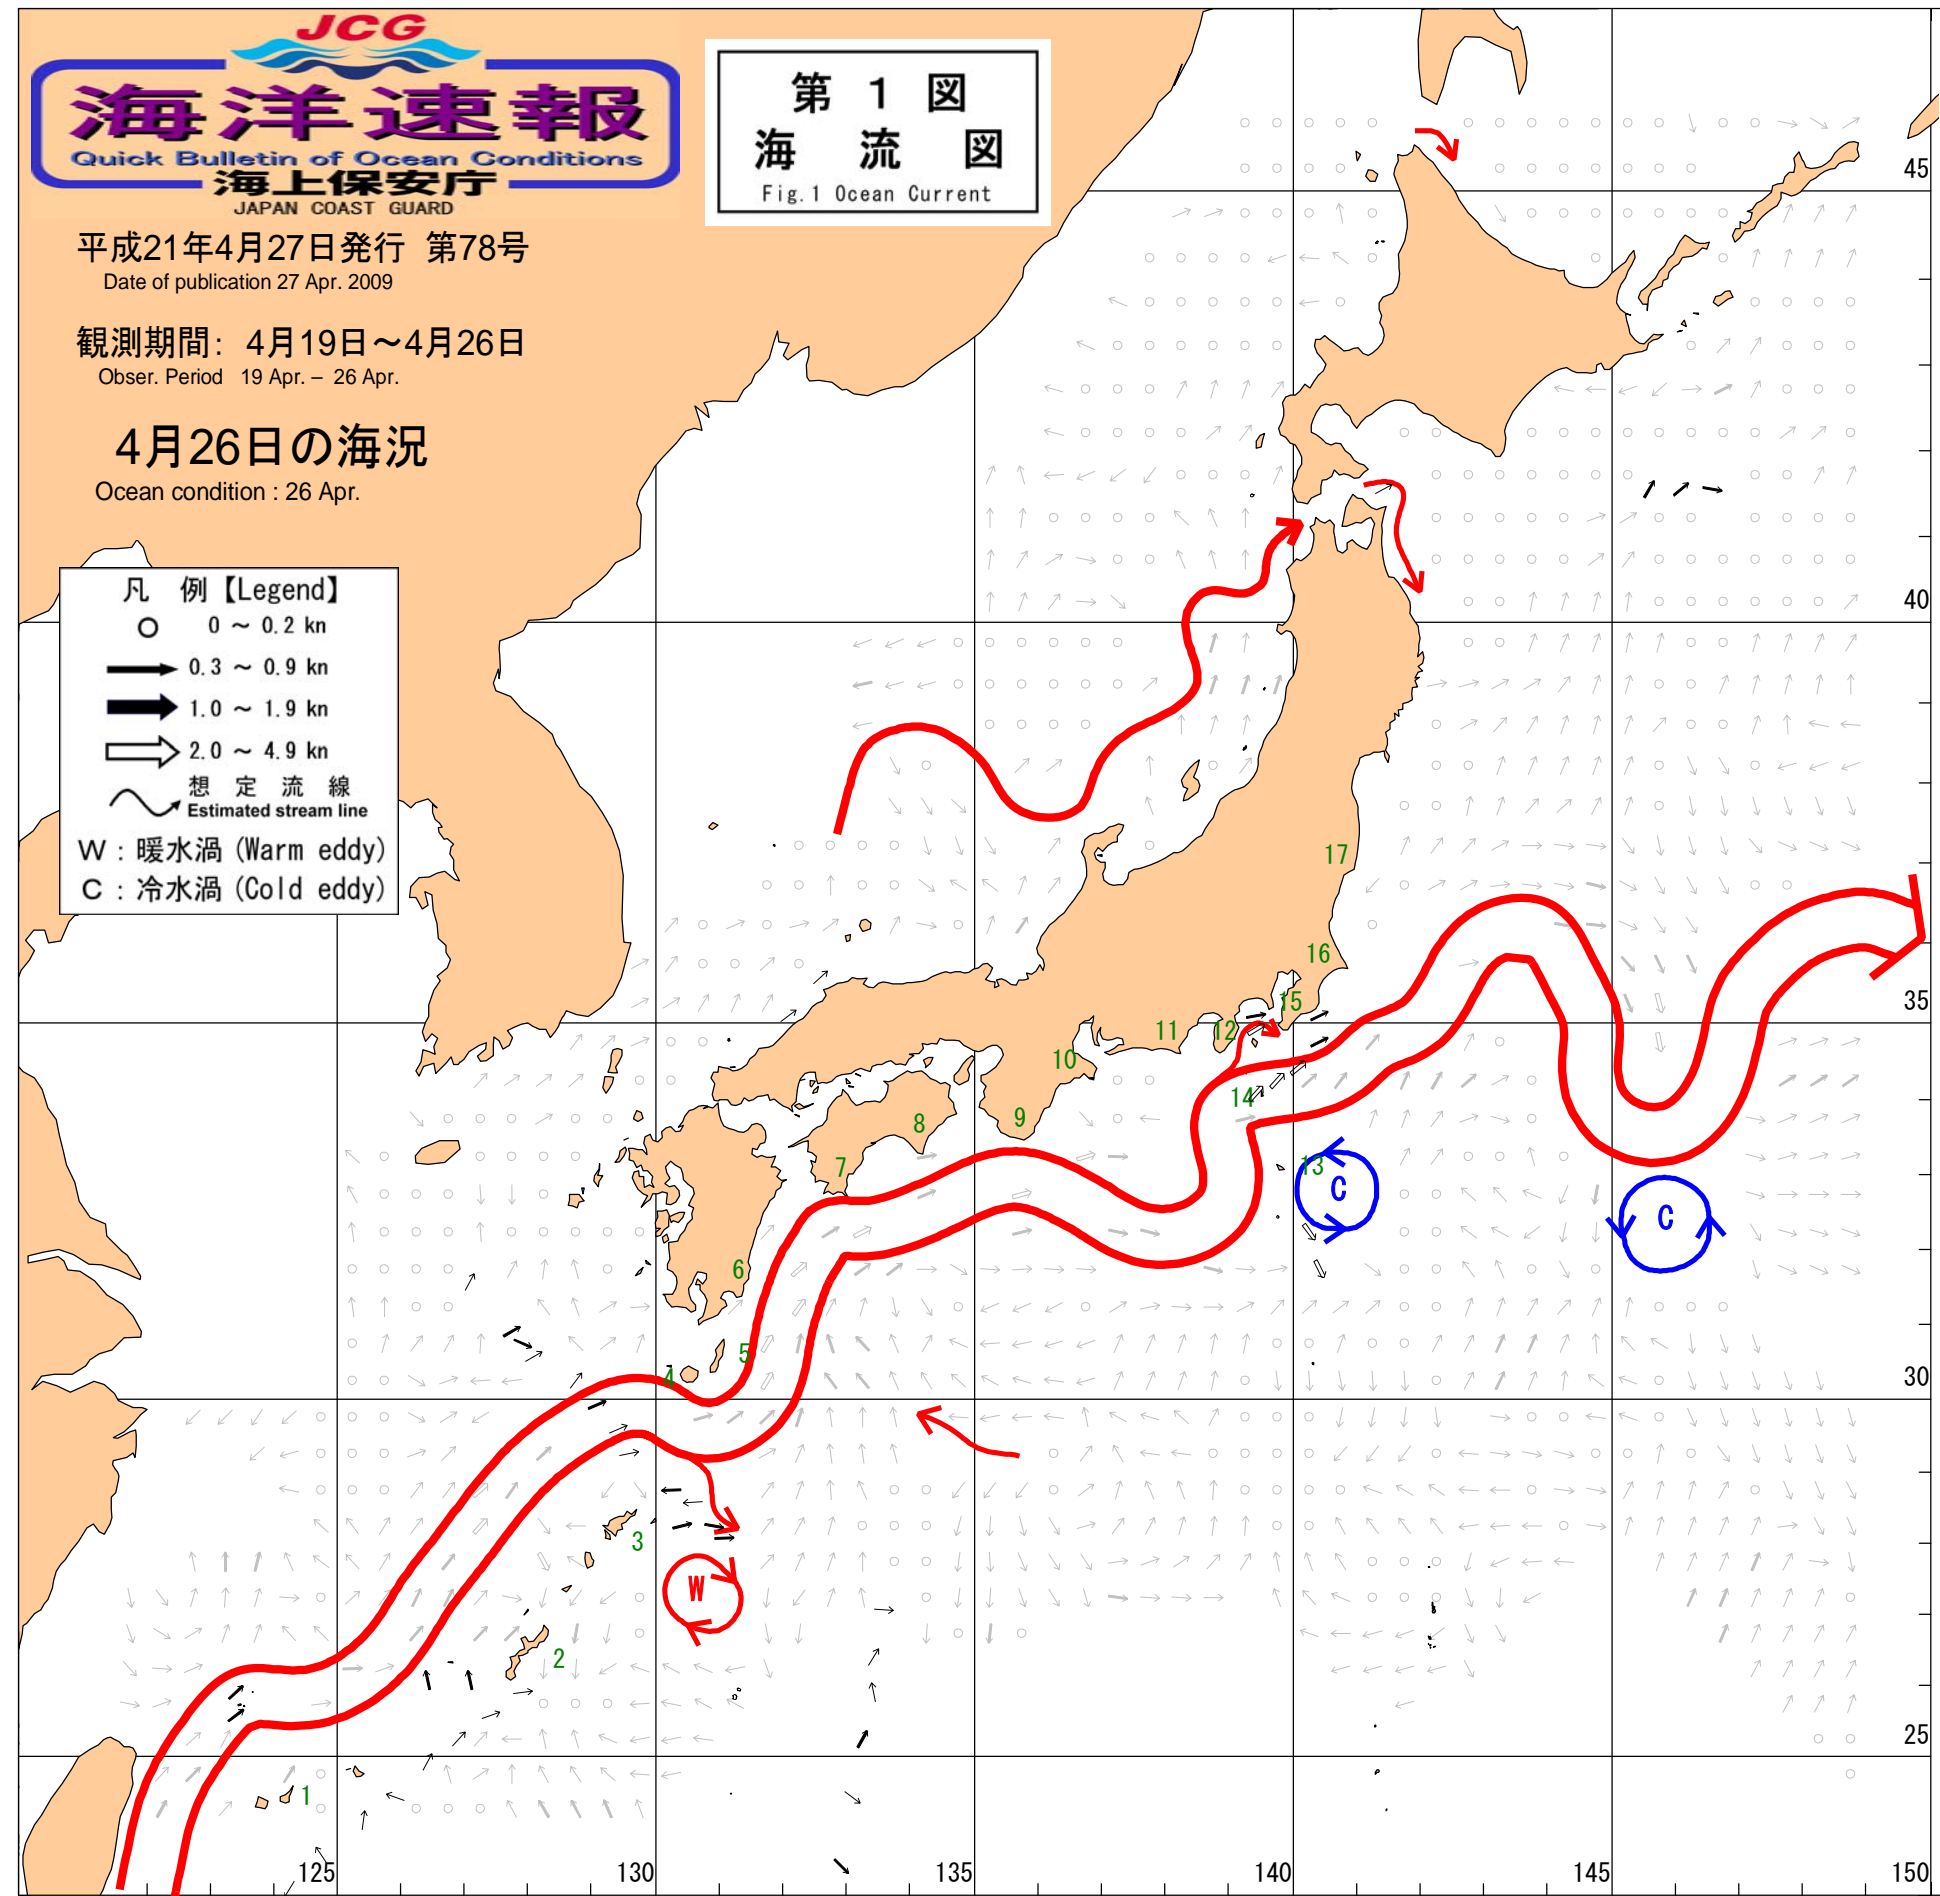 JCG
海洋速報
Quick Bulletin of Ocean Conditions
海上保安庁
JAPAN COAST GUARD
第 1 図
海 流 図
Fig.1 Ocean Current
平成21年4月27日発行 第78号
Date of publication 27 Apr. 2009
観測期間: 4月19日～4月26日
Obser. Period 19 Apr. – 26 Apr.
4月26日の海況
Ocean condition : 26 Apr.
凡 例【Legend】
0 ～ 0.2 kn
0.3 ～ 0.9 kn
1.0 ～ 1.9 kn
2.0 ～ 4.9 kn
想 定 流 線
Estimated stream line
W : 暖水渦 (Warm eddy)
C : 冷水渦 (Cold eddy)
45
40
17
16
35
15
12
11
10
14
9
8
7
13
C
C
6
5
4
30
3
W
2
25
1
125
130
135
140
145
150